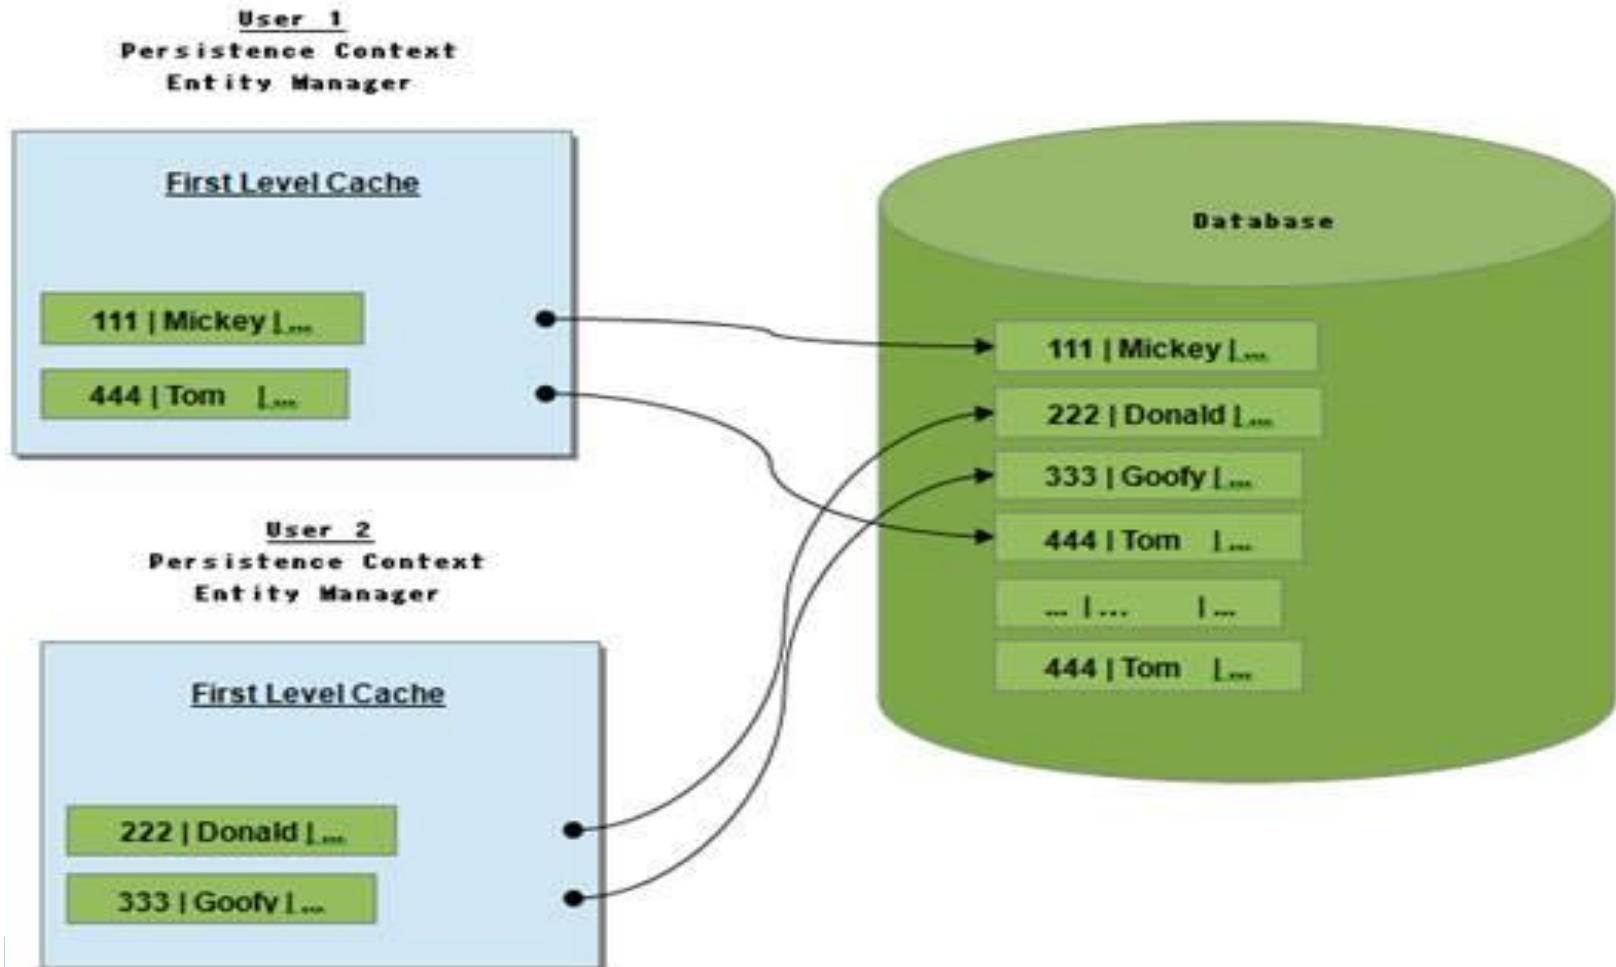 User 1
Persistence Context
Entity Manager
First Level Cache
111 | Mickey | ...
444 | Tom | ...
User 2
Persistence Context
Entity Manager
First Level Cache
222 | Donald | ...
333 | Goofy | ...
Database
111 | Mickey | ...
222 | Donald | ...
333 | Goofy | ...
444 | Tom | ...
... | ... | ...
444 | Tom | ...